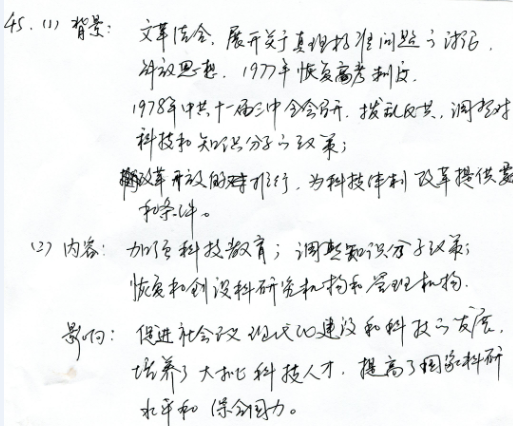 45.(1) 背景: 文革结合, 展开关于真理标准问题的讨论,
解放思想. 1977年恢复高考制度.
1978年中共十一届三中全会召开. 拨乱反共, 调整对
科技和知识分子的政策;
改革开放的推行, 为科技体制改革提供了
和条件。
(2) 内容: 加强科技教育; 调整知识分子政策;
恢复和创设科研究机构和管理机构.
影响: 促进社会主义现代化建设和科技的发展,
培养了大批科技人才. 提高了国家科研
水平和综合国力。